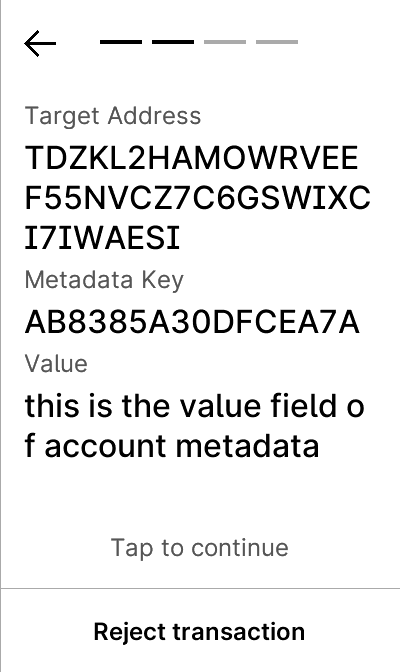 Target Address
TDZKL2HAMOWRVEE
F55NVCZ7C6GSWIXC
I7IWAESI
Metadata Key
AB8385A30DFCEA7A
Value
this is the value field o
f account metadata
Tap to continue
Reject transaction